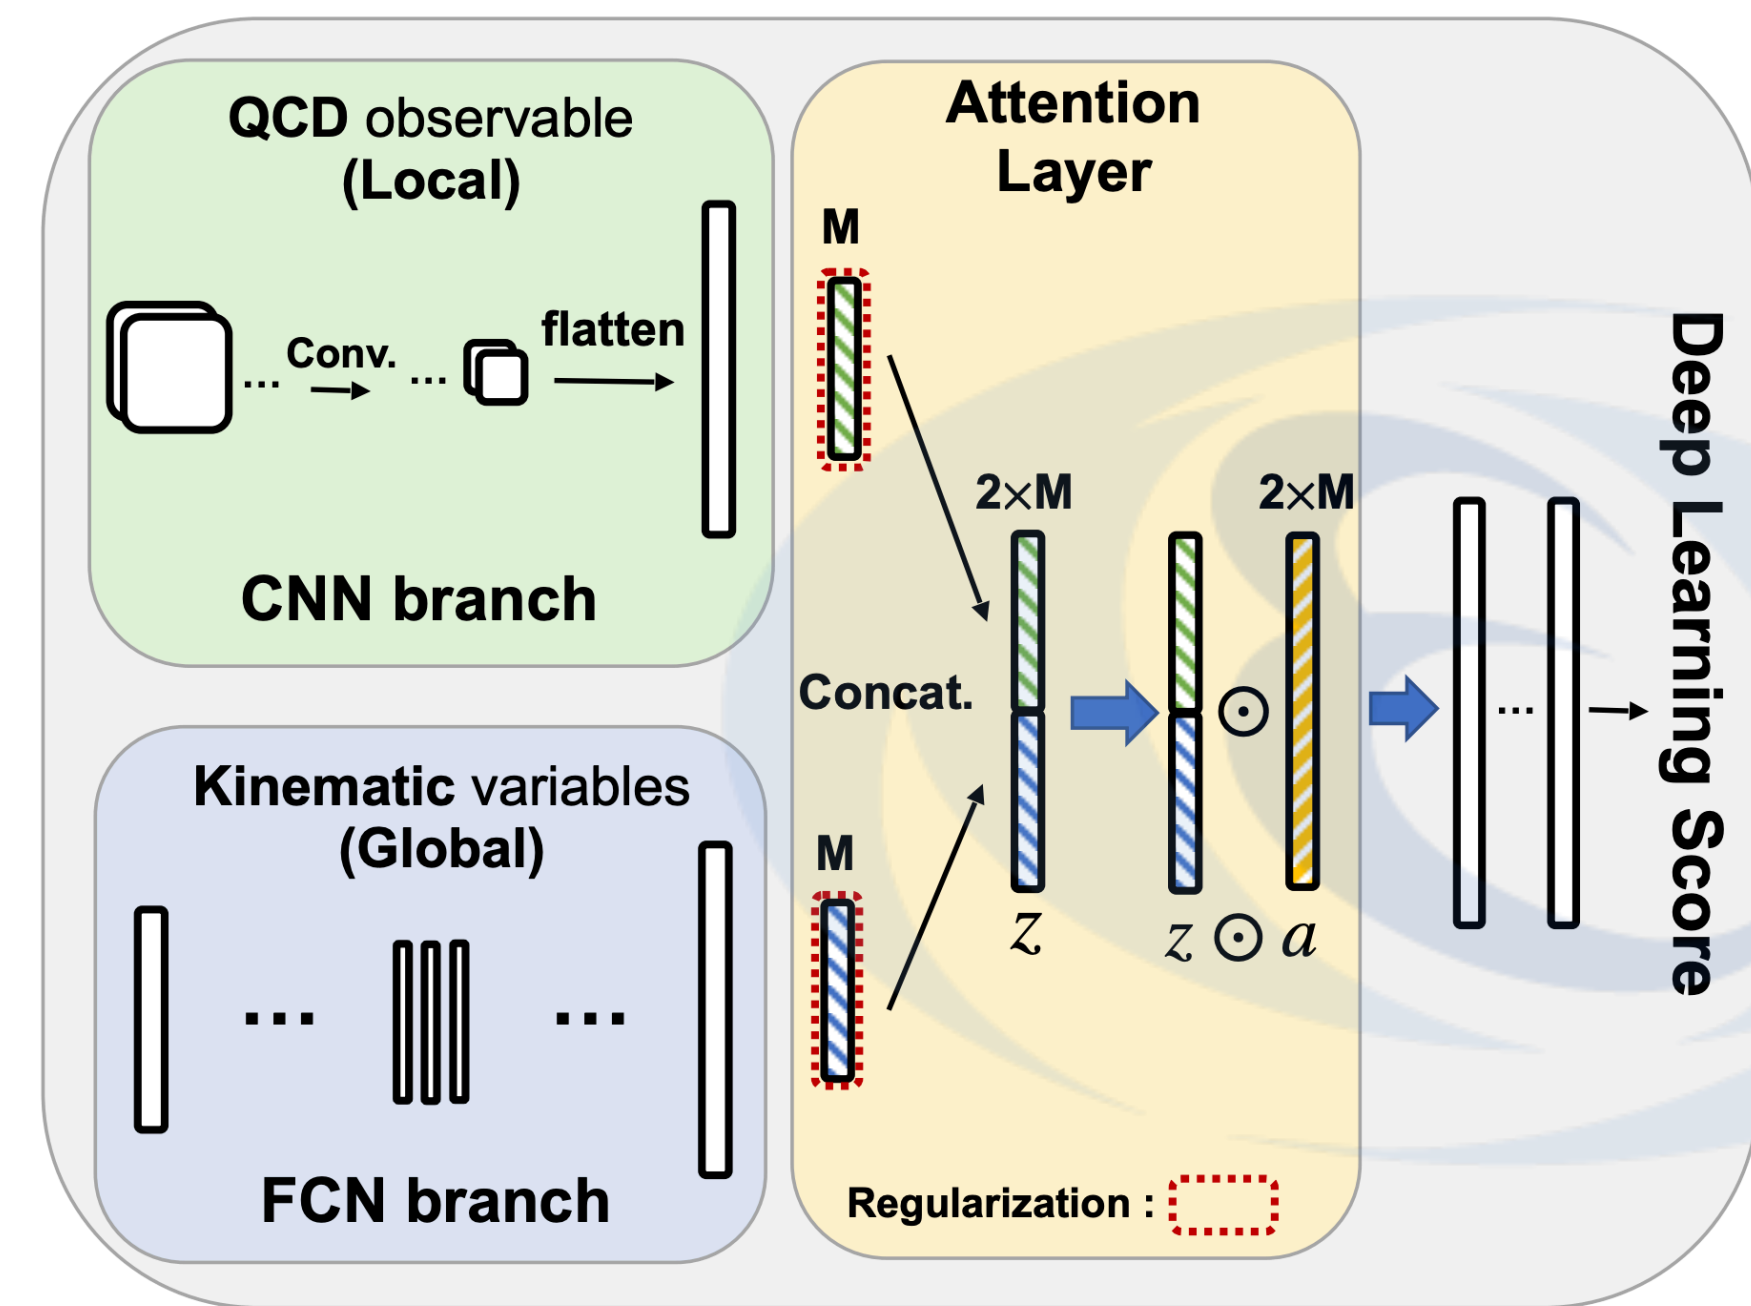 QCD observable
(Local)
... Conv. ... flatten
CNN branch
Kinematic variables
(Global)
... ...
FCN branch
Attention
Layer
M
2×M 2×M
Concat.
⊙
M
z z ⊙ a
Regularization :
...
Deep Learning Score